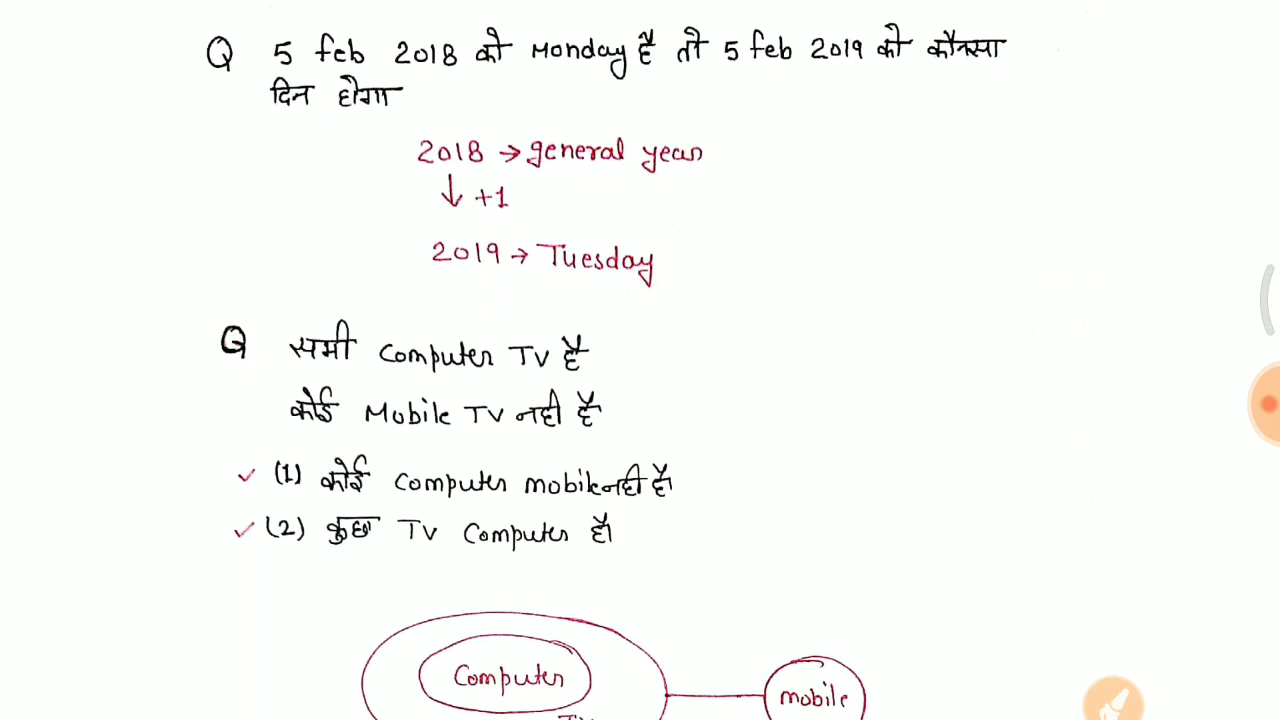 Q 5 feb 2018 को Monday है तो 5 feb 2019 को कौनसा
दिन होगा
2018 → general year
↓ +1
2019 → Tuesday
Q सभी Computer TV है
कोई Mobile TV नही है
✓ (1) कोई Computer mobile नही है।
✓ (2) कुछ TV Computer है।
Computer
mobile